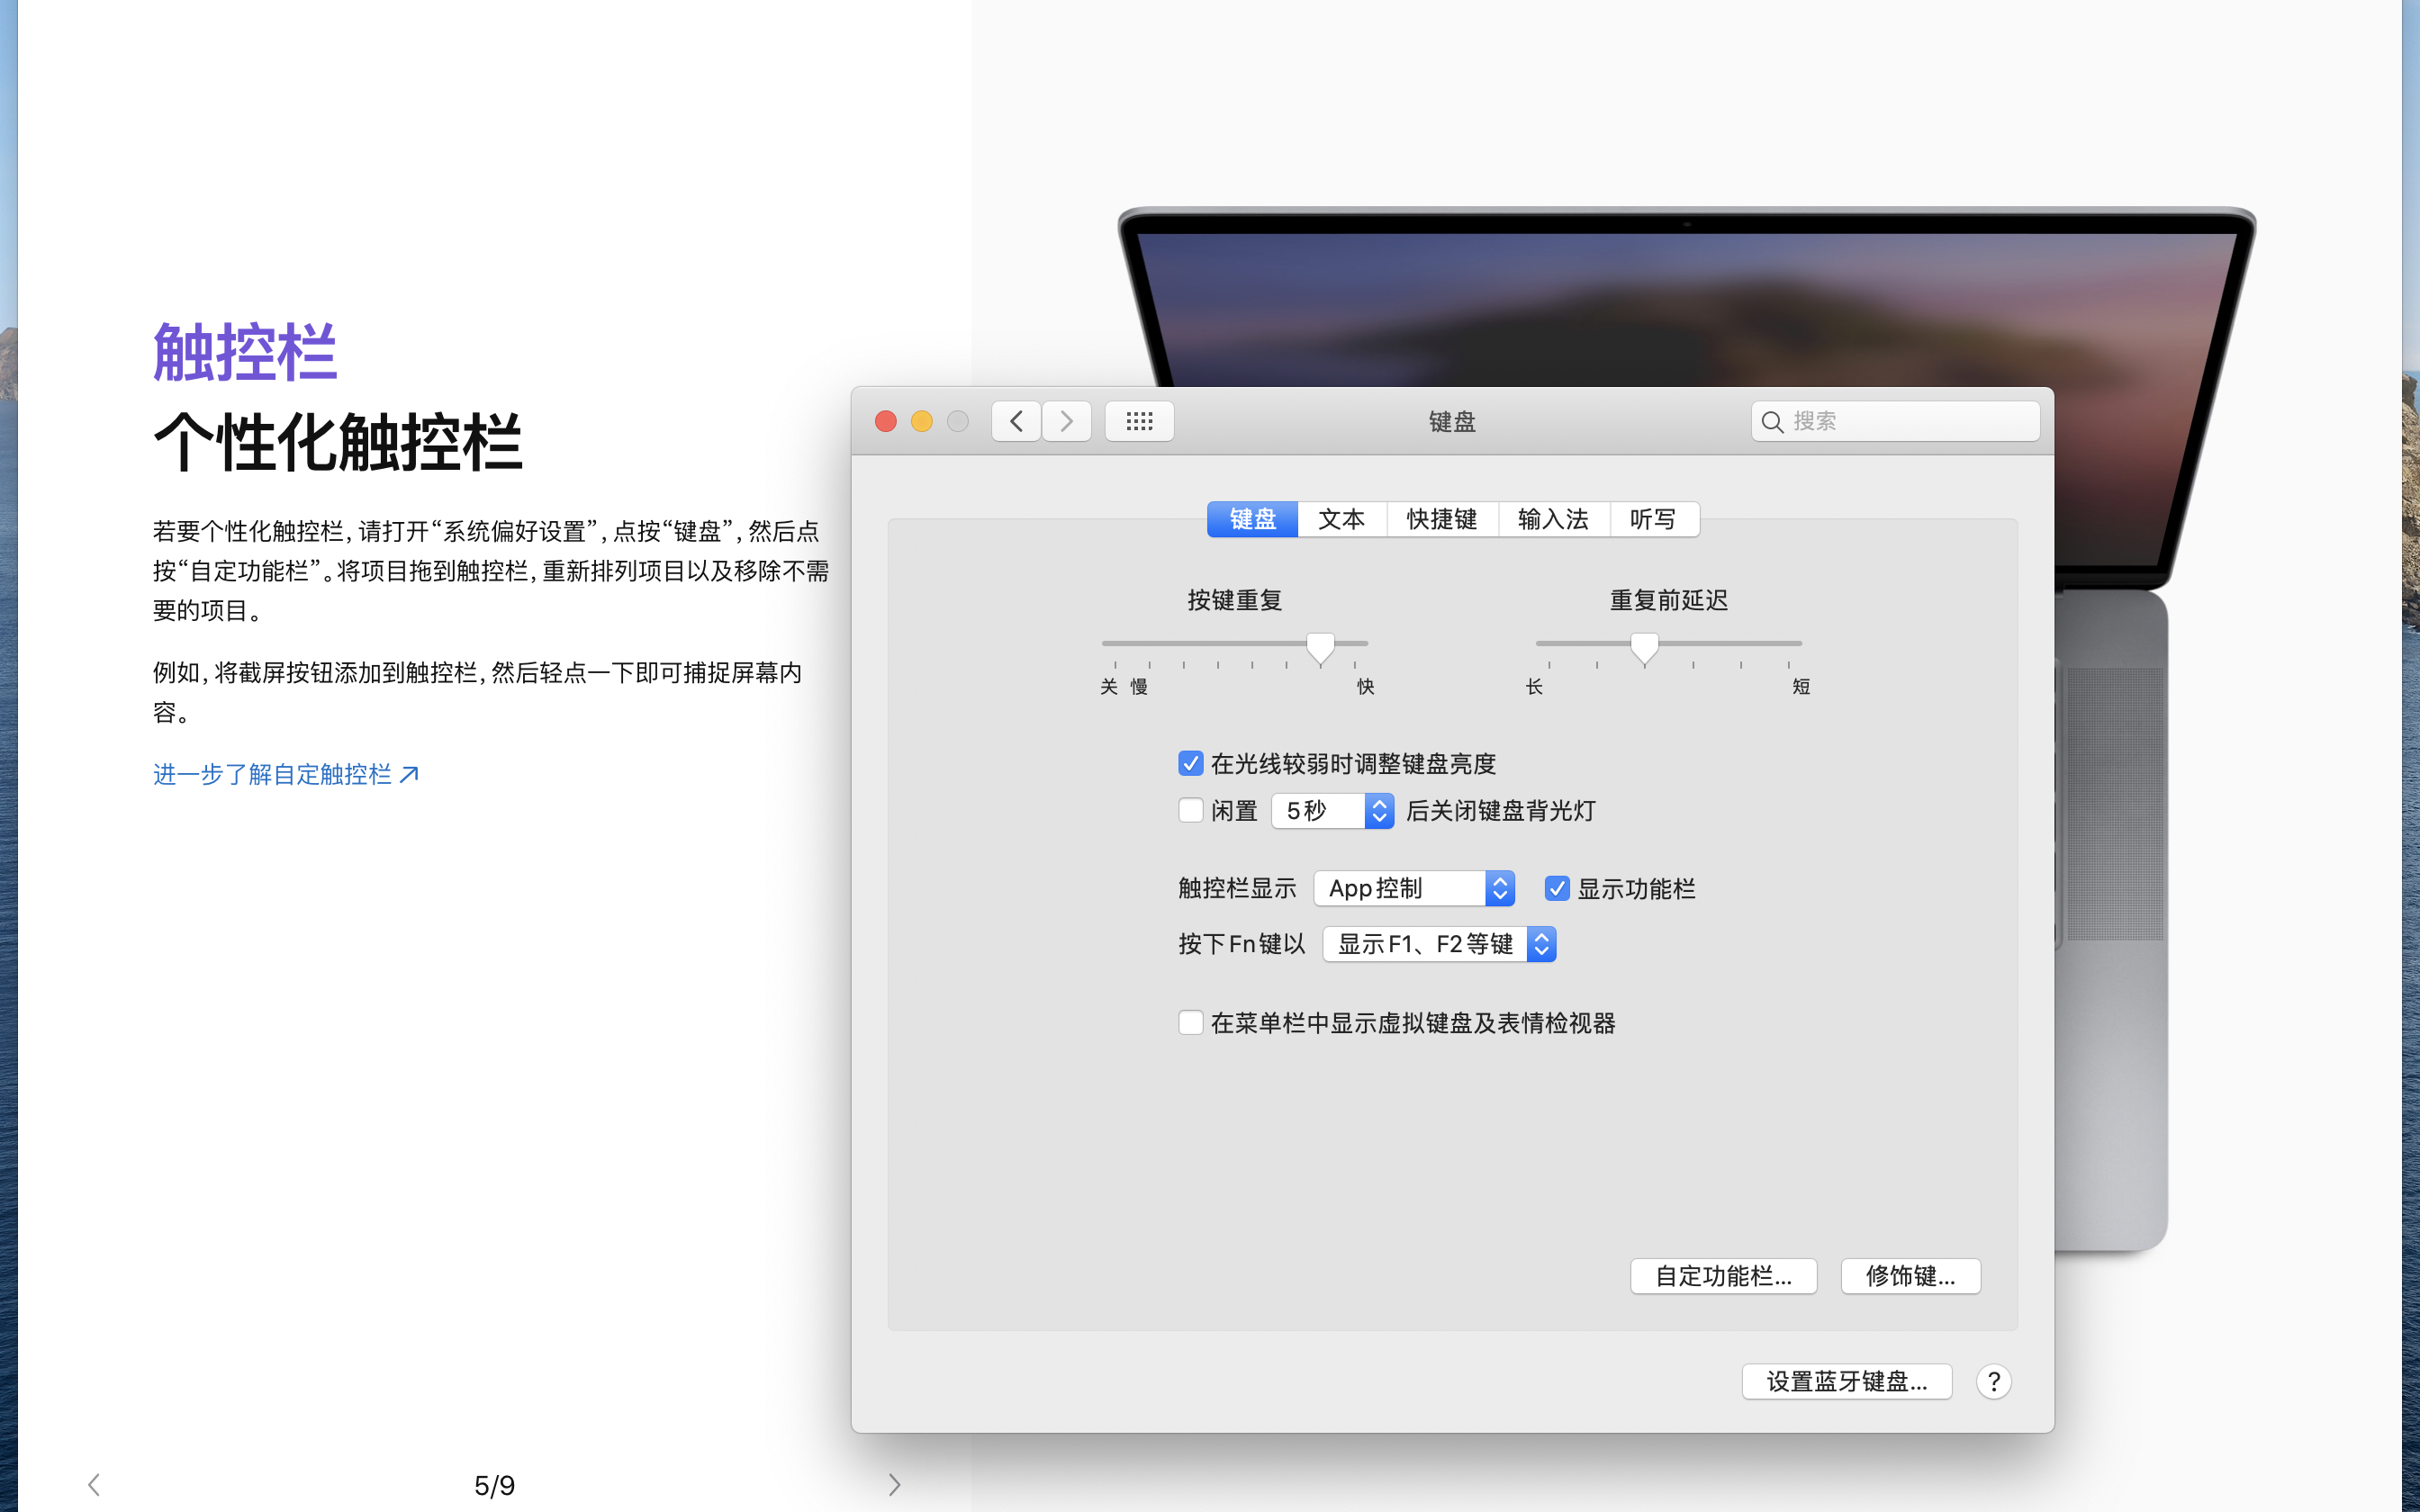 触控栏
个性化触控栏
若要个性化触控栏，请打开“系统偏好设置”，点按“键盘”，然后点
按“自定功能栏”。将项目拖到触控栏，重新排列项目以及移除不需
要的项目。
例如，将截屏按钮添加到触控栏，然后轻点一下即可捕捉屏幕内
容。
进一步了解自定触控栏
5/9
键盘
搜索
键盘 文本 快捷键 输入法 听写
按键重复 重复前延迟
关 慢 快 长 短
在光线较弱时调整键盘亮度
闲置 5秒 后关闭键盘背光灯
触控栏显示 App控制 显示功能栏
按下Fn键以 显示F1、F2等键
在菜单栏中显示虚拟键盘及表情检视器
自定功能栏... 修饰键...
设置蓝牙键盘... ?